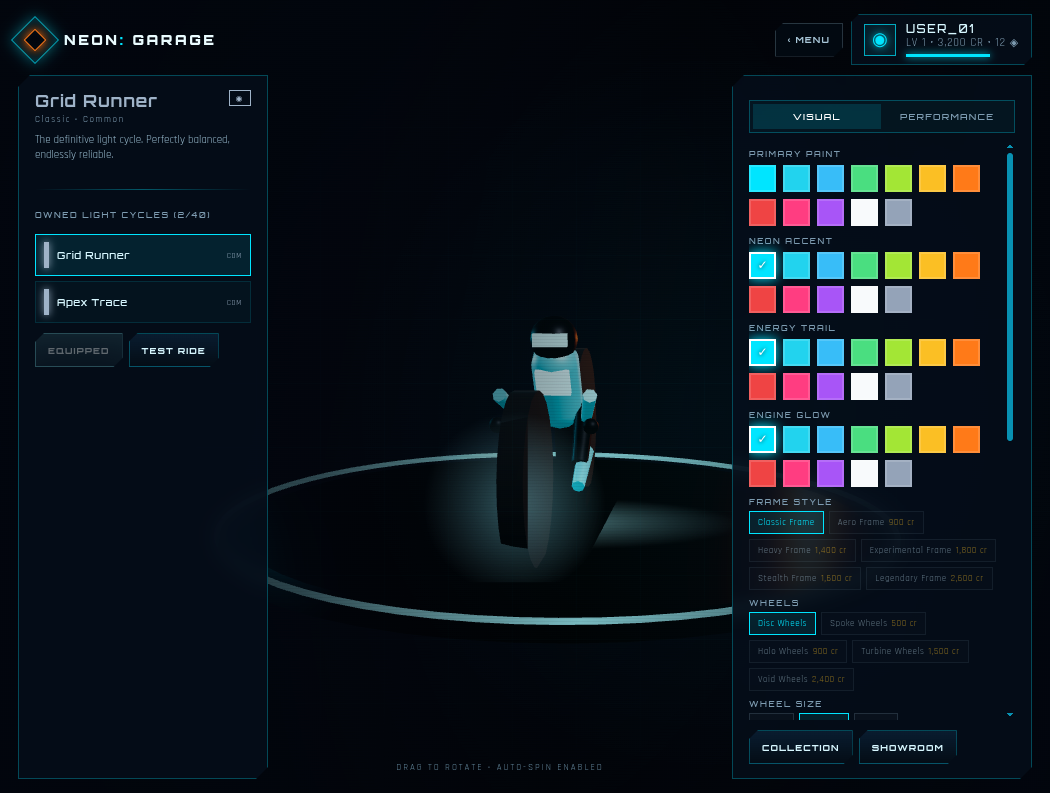 NEON: GARAGE
‹ MENU
USER_01
LV 1 • 3,200 CR • 12 ◈
Grid Runner
Classic • Common
The definitive light cycle. Perfectly balanced,
endlessly reliable.
OWNED LIGHT CYCLES (2/40)
Grid Runner COM
Apex Trace COM
EQUIPPED TEST RIDE
DRAG TO ROTATE • AUTO-SPIN ENABLED
VISUAL PERFORMANCE
PRIMARY PAINT
NEON ACCENT
✓
ENERGY TRAIL
✓
ENGINE GLOW
✓
FRAME STYLE
Classic Frame Aero Frame 900 cr
Heavy Frame 1,400 cr Experimental Frame 1,800 cr
Stealth Frame 1,600 cr Legendary Frame 2,600 cr
WHEELS
Disc Wheels Spoke Wheels 500 cr
Halo Wheels 900 cr Turbine Wheels 1,500 cr
Void Wheels 2,400 cr
WHEEL SIZE
COLLECTION SHOWROOM